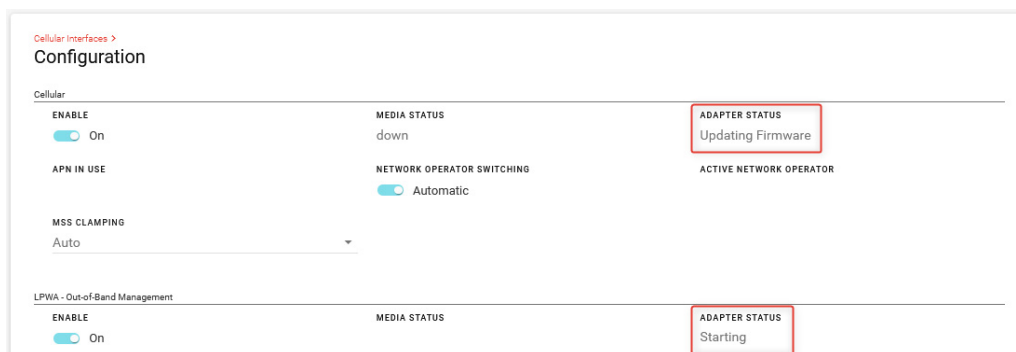 Cellular Interfaces >
Configuration
Cellular
ENABLE MEDIA STATUS ADAPTER STATUS
On down Updating Firmware
APN IN USE NETWORK OPERATOR SWITCHING ACTIVE NETWORK OPERATOR
Automatic
MSS CLAMPING
Auto
LPWA - Out-of-Band Management
ENABLE MEDIA STATUS ADAPTER STATUS
On Starting